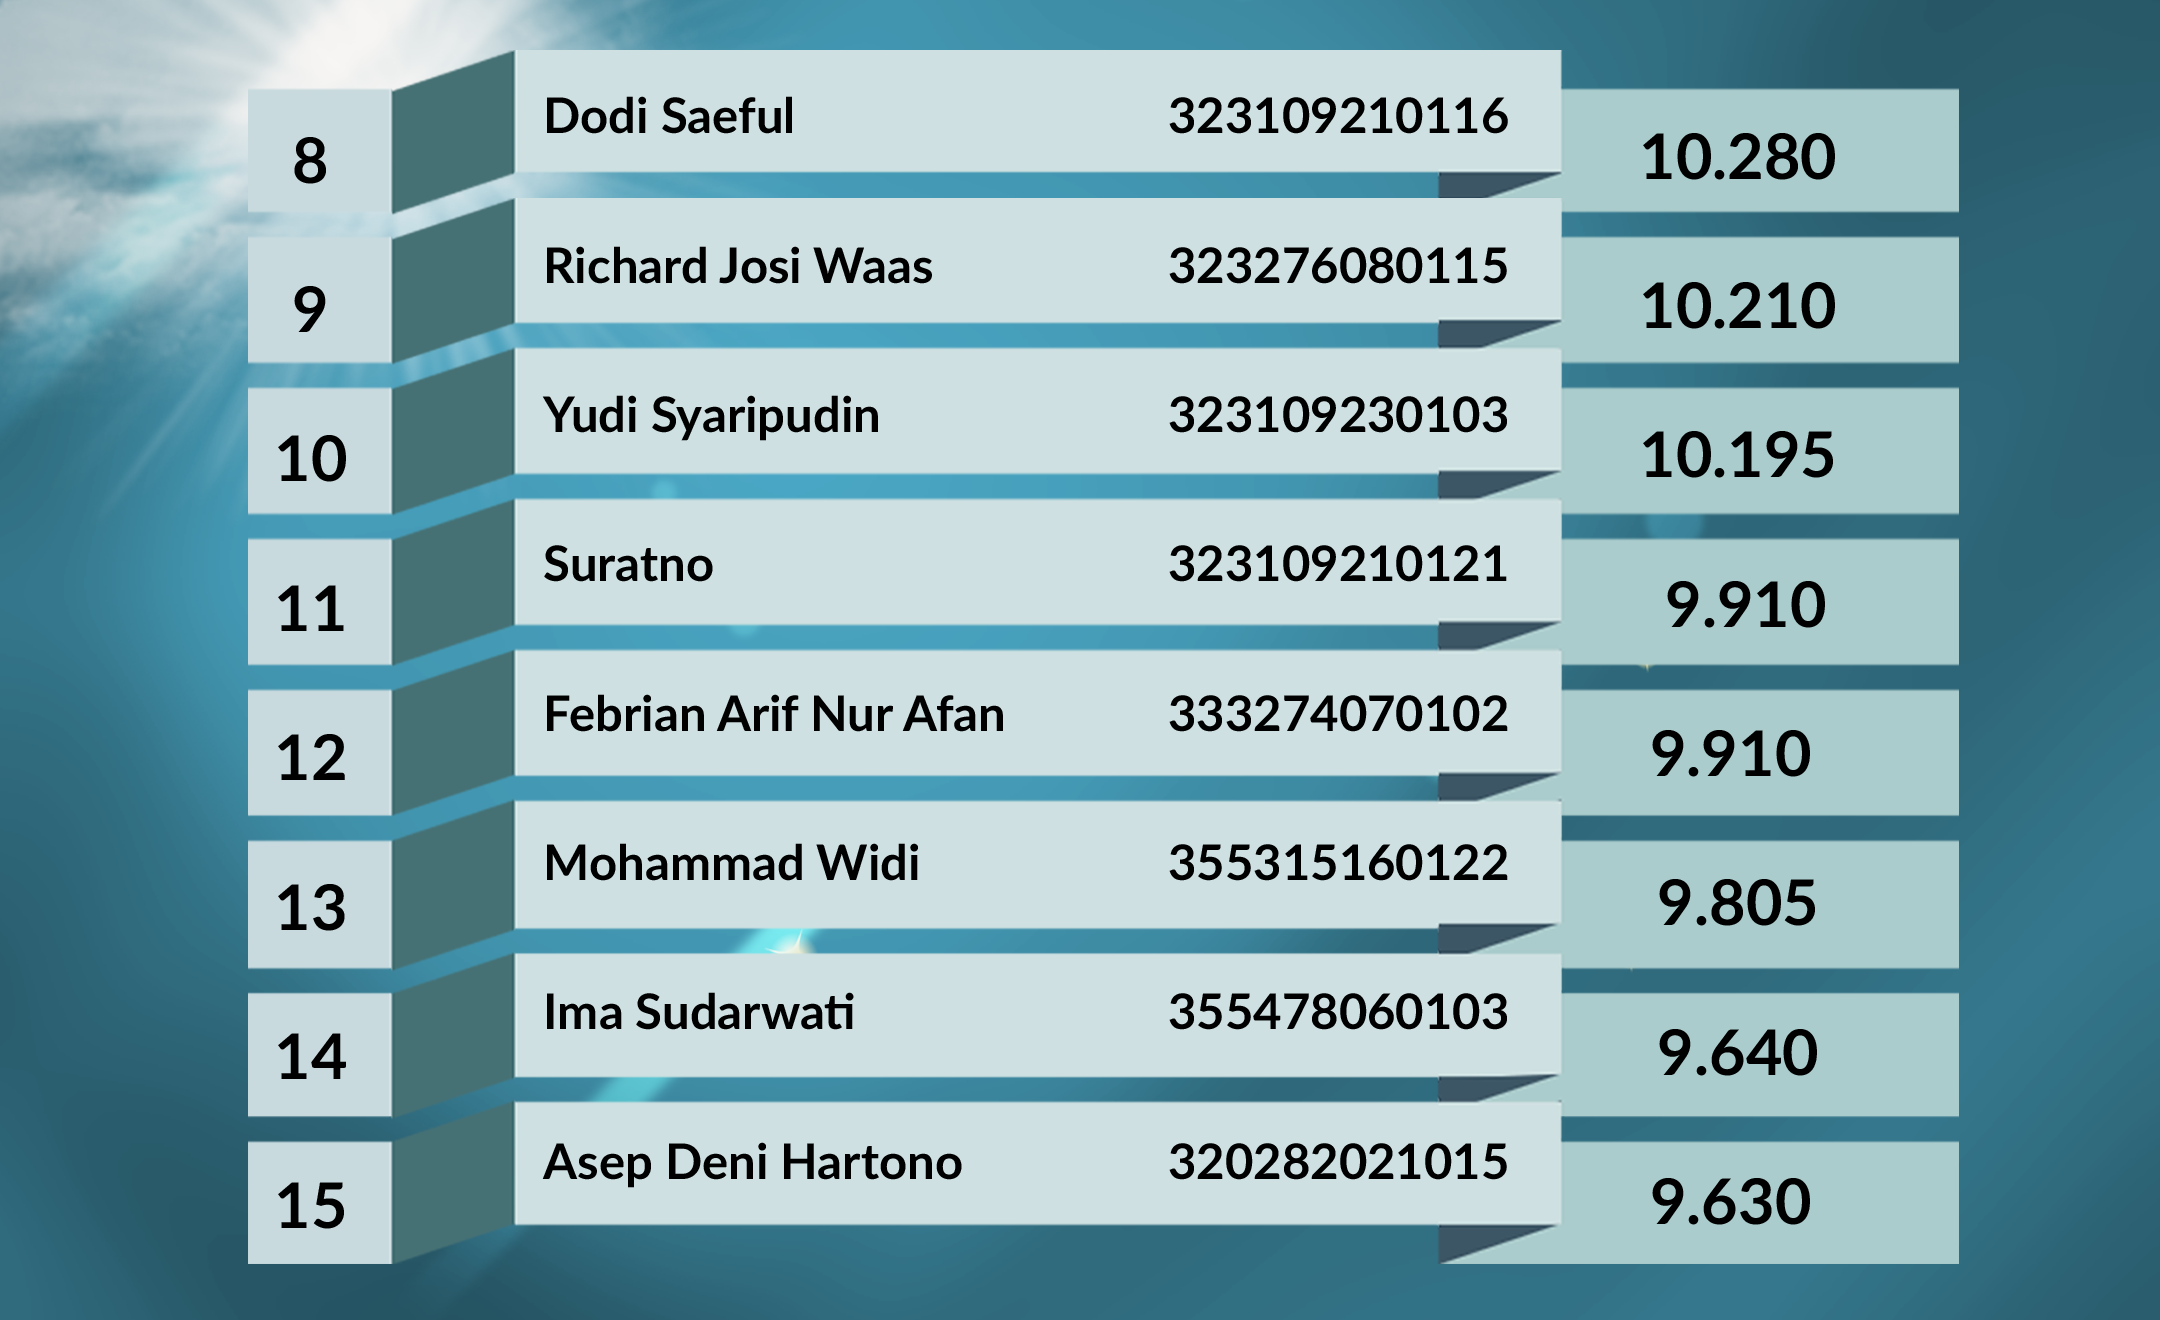 8 Dodi Saeful 323109210116 10.280
9 Richard Josi Waas 323276080115 10.210
10 Yudi Syaripudin 323109230103 10.195
11 Suratno 323109210121 9.910
12 Febrian Arif Nur Afan 333274070102 9.910
13 Mohammad Widi 355315160122 9.805
14 Ima Sudarwati 355478060103 9.640
15 Asep Deni Hartono 320282021015 9.630